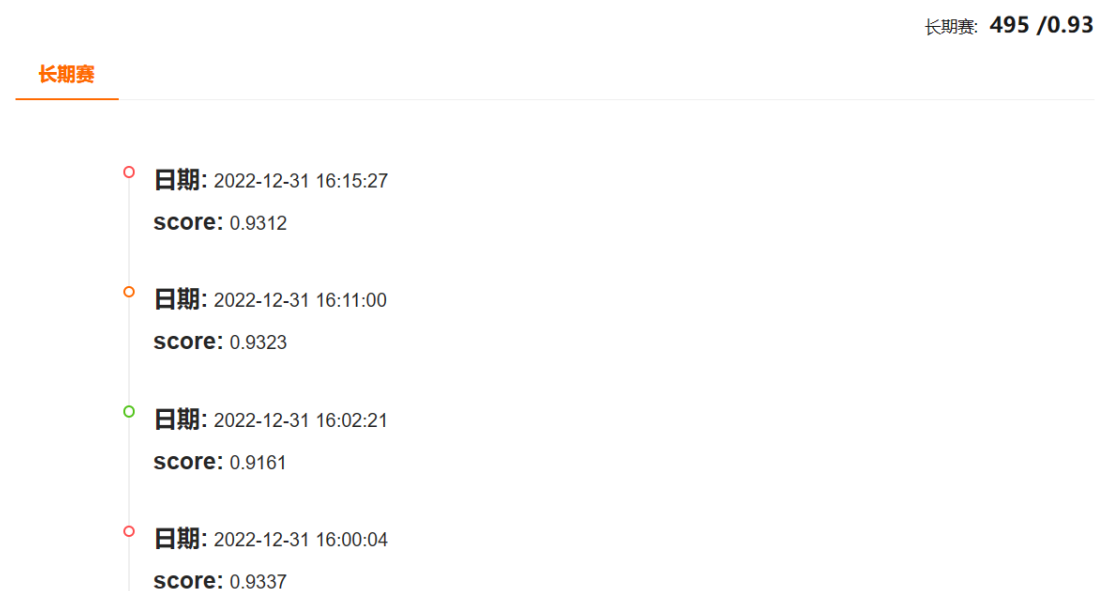 长期赛: 495 /0.93
长期赛
日期: 2022-12-31 16:15:27
score: 0.9312
日期: 2022-12-31 16:11:00
score: 0.9323
日期: 2022-12-31 16:02:21
score: 0.9161
日期: 2022-12-31 16:00:04
score: 0.9337